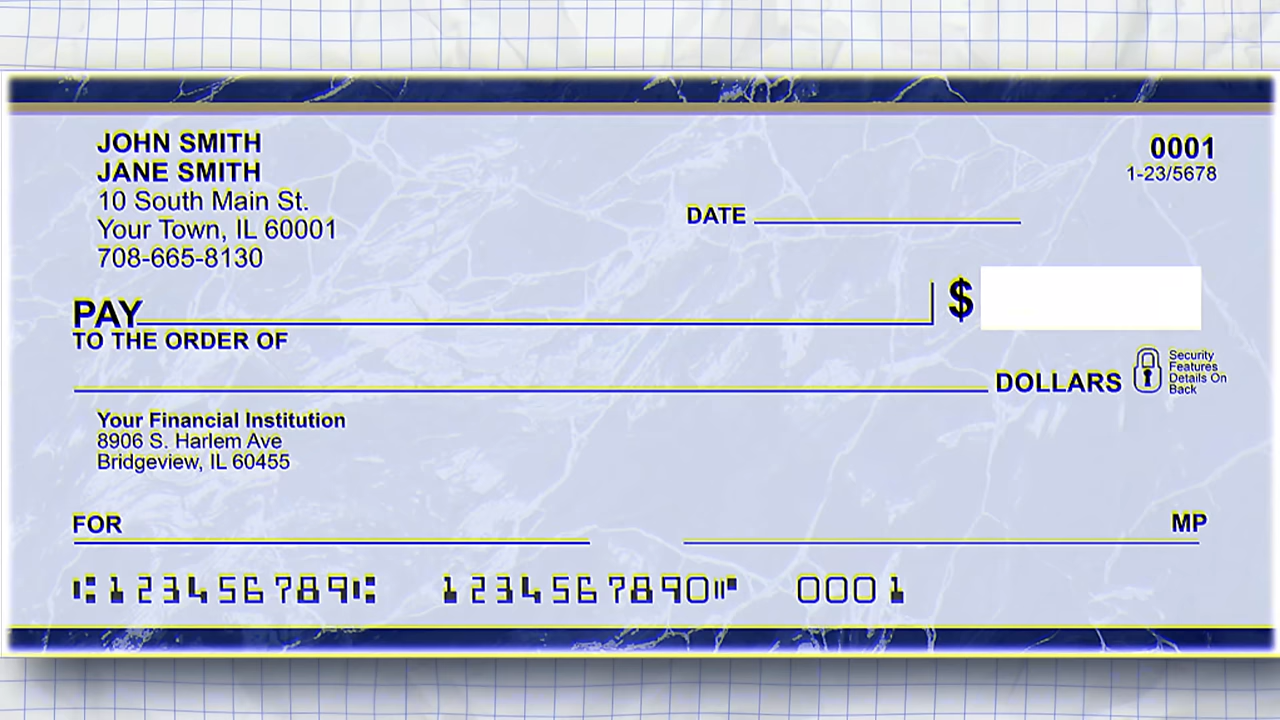 JOHN SMITH
JANE SMITH
10 South Main St.
Your Town, IL 60001
708-665-8130
0001
1-23/5678
DATE
PAY
TO THE ORDER OF
$
DOLLARS
Security
Features
Details On
Back
Your Financial Institution
8906 S. Harlem Ave
Bridgeview, IL 60455
FOR
MP
⑆123456789⑆ 1234567890⑈ 0001